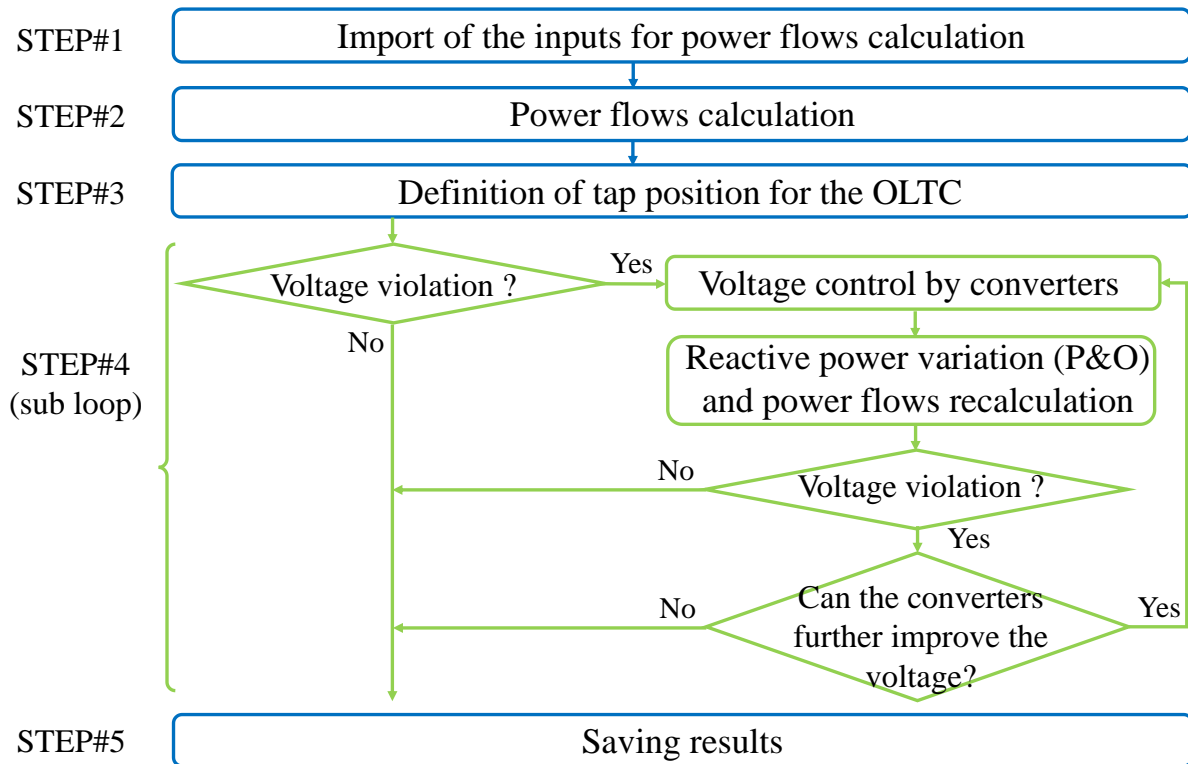 STEP#1
Import of the inputs for power flows calculation
STEP#2
Power flows calculation
STEP#3
Definition of tap position for the OLTC
STEP#4
(sub loop)
Voltage violation ?
Yes
No
Voltage control by converters
Reactive power variation (P&O)
and power flows recalculation
Voltage violation ?
No
Yes
Can the converters
further improve the
voltage?
No
Yes
STEP#5
Saving results